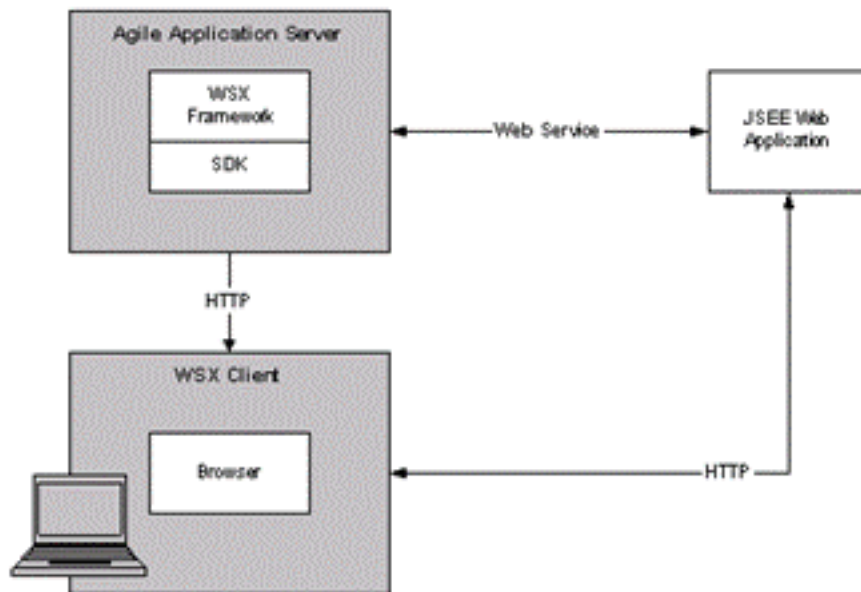 Agile Application Server
WSX
Framework
SDK
Web Service
JSEE Web
Application
HTTP
WSX Client
Browser
HTTP